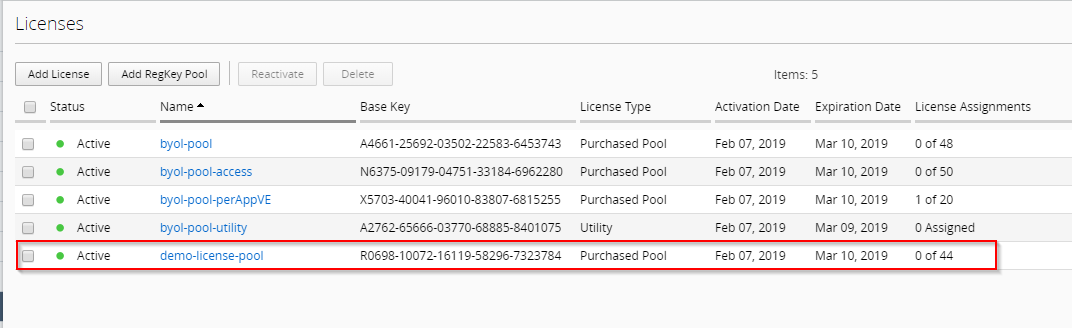 Licenses
Add License Add RegKey Pool Reactivate Delete Items: 5
Status Name Base Key License Type Activation Date Expiration Date License Assignments
Active byol-pool A4661-25692-03502-22583-6453743 Purchased Pool Feb 07, 2019 Mar 10, 2019 0 of 48
Active byol-pool-access N6375-09179-04751-33184-6962280 Purchased Pool Feb 07, 2019 Mar 10, 2019 0 of 50
Active byol-pool-perAppVE X5703-40041-96010-83807-6815255 Purchased Pool Feb 07, 2019 Mar 10, 2019 1 of 20
Active byol-pool-utility A2762-65666-03770-68885-8401075 Utility Feb 07, 2019 Mar 09, 2019 0 Assigned
Active demo-license-pool R0698-10072-16119-58296-7323784 Purchased Pool Feb 07, 2019 Mar 10, 2019 0 of 44